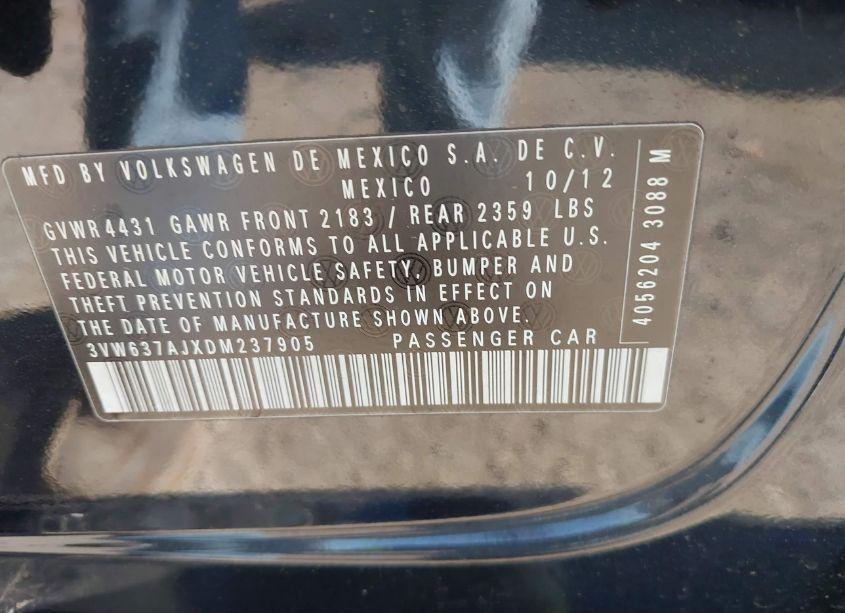 MFD BY VOLKSWAGEN DE MEXICO S.A. DE C.V.
MEXICO 10/12
GVWR4431 GAWR FRONT 2183 / REAR 2359 LBS
THIS VEHICLE CONFORMS TO ALL APPLICABLE U.S.
FEDERAL MOTOR VEHICLE SAFETY, BUMPER AND
THEFT PREVENTION STANDARDS IN EFFECT ON
THE DATE OF MANUFACTURE SHOWN ABOVE.
3VW637AJXDM237905 PASSENGER CAR
4056204 3088 M